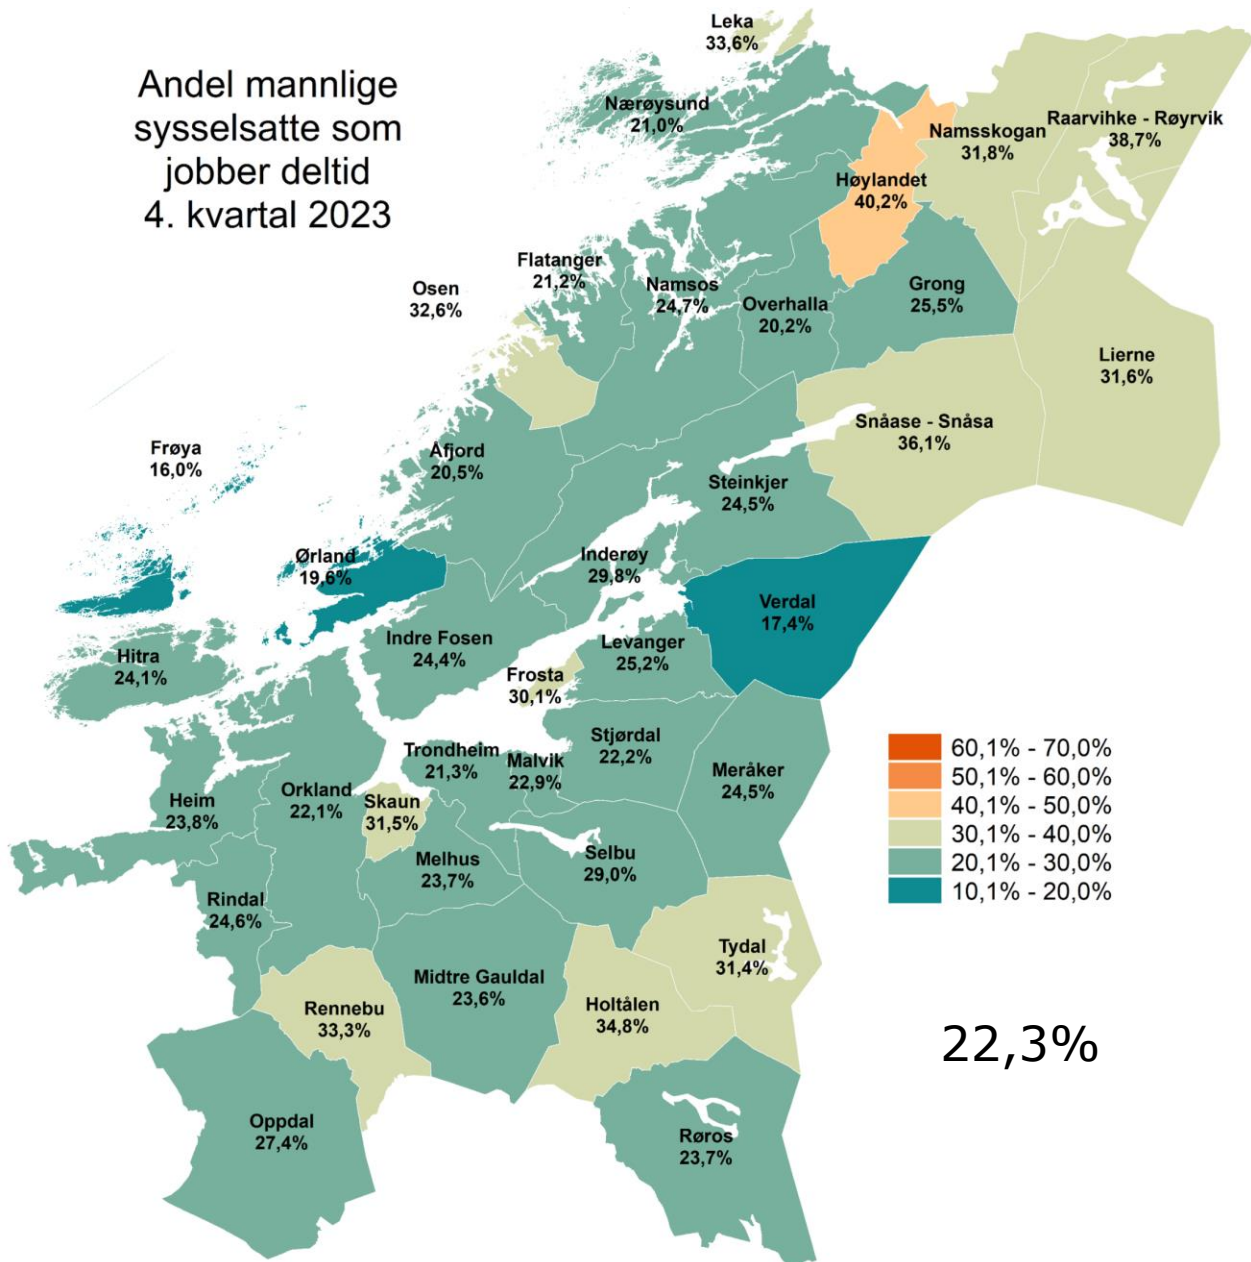 Andel mannlige
sysselsatte som
jobber deltid
4. kvartal 2023
Leka
33,6%
Nærøysund
21,0%
Namsskogan
31,8%
Raarvihke - Røyrvik
38,7%
Høylandet
40,2%
Flatanger
21,2%
Osen
32,6%
Namsos
24,7%
Overhalla
20,2%
Grong
25,5%
Lierne
31,6%
Snåase - Snåsa
36,1%
Frøya
16,0%
Åfjord
20,5%
Steinkjer
24,5%
Ørland
19,6%
Inderøy
29,8%
Verdal
17,4%
Hitra
24,1%
Indre Fosen
24,4%
Levanger
25,2%
Frosta
30,1%
Stjørdal
22,2%
Trondheim
21,3%
Malvik
22,9%
Meråker
24,5%
Heim
23,8%
Orkland
22,1%
Skaun
31,5%
Melhus
23,7%
Selbu
29,0%
Rindal
24,6%
Tydal
31,4%
Midtre Gauldal
23,6%
Rennebu
33,3%
Holtålen
34,8%
Oppdal
27,4%
Røros
23,7%
60,1% - 70,0%
50,1% - 60,0%
40,1% - 50,0%
30,1% - 40,0%
20,1% - 30,0%
10,1% - 20,0%
22,3%